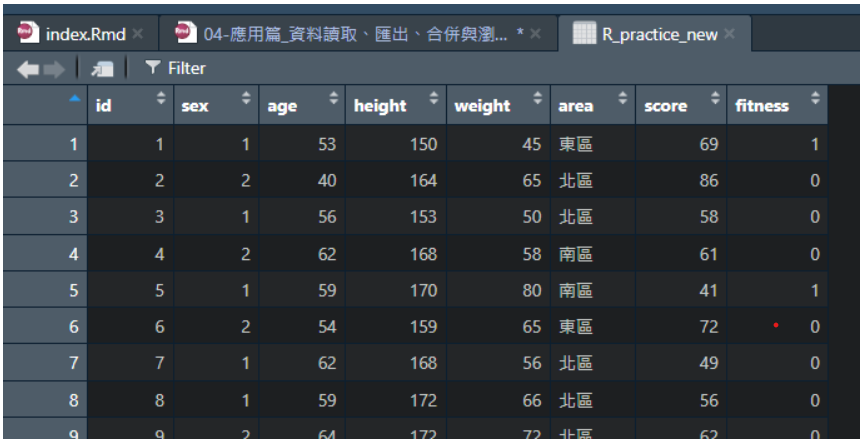 index.Rmd × 04-應用篇_資料讀取、匯出、合併與瀏... * × R_practice_new ×
Filter
id sex age height weight area score fitness
1 1 1 53 150 45 東區 69 1
2 2 2 40 164 65 北區 86 0
3 3 1 56 153 50 北區 58 0
4 4 2 62 168 58 南區 61 0
5 5 1 59 170 80 南區 41 1
6 6 2 54 159 65 東區 72 0
7 7 1 62 168 56 北區 49 0
8 8 1 59 172 66 北區 56 0
9 9 2 64 172 72 北區 62 0